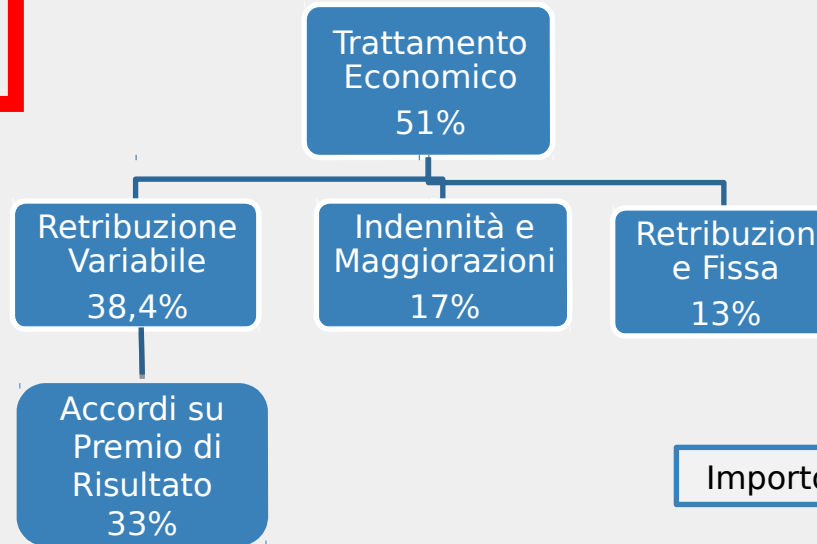 Trattamento
Economico
51%
Retribuzione
Variabile
38,4%
Indennità e
Maggiorazioni
17%
Retribuzion
e Fissa
13%
Accordi su
Premio di
Risultato
33%
Importo